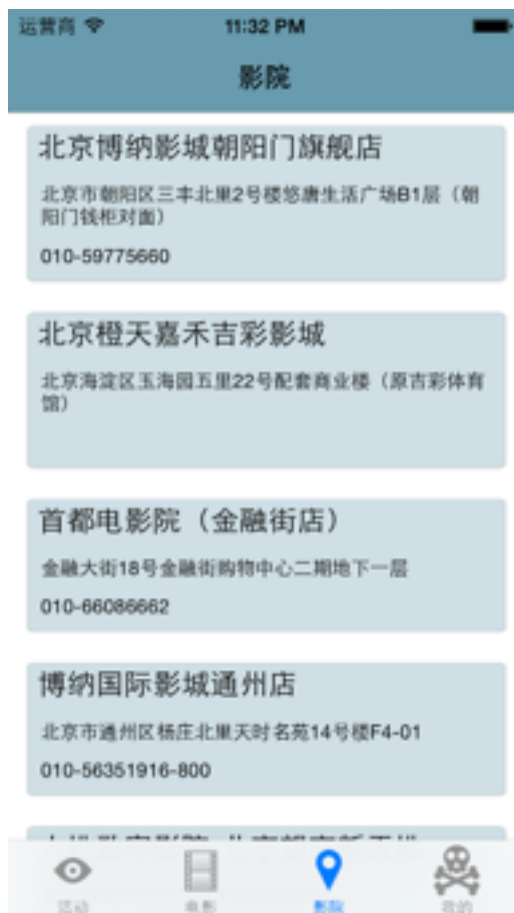 运营商 11:32 PM
影院
北京博纳影城朝阳门旗舰店
北京市朝阳区三丰北里2号楼悠唐生活广场B1层（朝
阳门钱柜对面）
010-59775660
北京橙天嘉禾吉彩影城
北京海淀区玉海园五里22号配套商业楼（原吉彩体育
馆）
首都电影院（金融街店）
金融大街18号金融街购物中心二期地下一层
010-66086662
博纳国际影城通州店
北京市通州区杨庄北里天时名苑14号楼F4-01
010-56351916-800
活动 电影 影院 我的